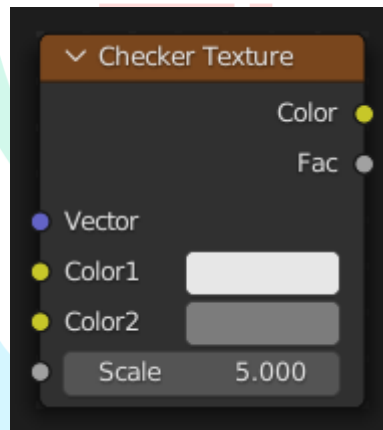 Checker Texture
Color
Fac
Vector
Color1
Color2
Scale 5.000